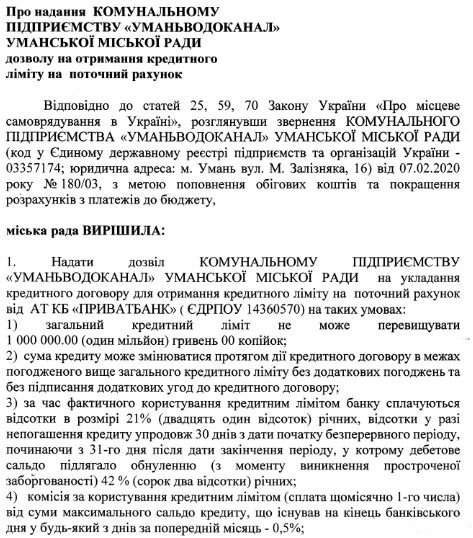 Про надання КОМУНАЛЬНОМУ
ПІДПРИЄМСТВУ «УМАНЬВОДОКАНАЛ»
УМАНСЬКОЇ МІСЬКОЇ РАДИ
дозволу на отримання кредитного
ліміту на поточний рахунок
Відповідно до статей 25, 59, 70 Закону України «Про місцеве
самоврядування в Україні», розглянувши звернення КОМУНАЛЬНОГО
ПІДПРИЄМСТВА «УМАНЬВОДОКАНАЛ» УМАНСЬКОЇ МІСЬКОЇ РАДИ
(код у Єдиному державному реєстрі підприємств та організацій України -
03357174; юридична адреса: м. Умань вул. М. Залізняка, 16) від 07.02.2020
року № 180/03, з метою поповнення обігових коштів та покращення
розрахунків з платежів до бюджету,
міська рада ВИРІШИЛА:
1. Надати дозвіл КОМУНАЛЬНОМУ ПІДПРИЄМСТВУ
«УМАНЬВОДОКАНАЛ» УМАНСЬКОЇ МІСЬКОЇ РАДИ на укладання
кредитного договору для отримання кредитного ліміту на поточний рахунок
від АТ КБ «ПРИВАТБАНК» ( ЄДРПОУ 14360570) на таких умовах:
1) загальний кредитний ліміт не може перевищувати
1 000 000.00 (один мільйон) гривень 00 копійок;
2) сума кредиту може змінюватися протягом дії кредитного договору в межах
погодженого вище загального кредитного ліміту без додаткових погоджень та
без підписання додаткових угод до кредитного договору;
3) за час фактичного користування кредитним лімітом банку сплачуються
відсотки в розмірі 21% (двадцять один відсоток) річних, відсотки у разі
непогашення кредиту упродовж 30 днів з дати початку безперервного періоду,
починаючи з 31-го дня після дати закінчення періоду, у котрому дебетове
сальдо підлягало обнуленню (з моменту виникнення простроченої
заборгованості) 42 % (сорок два відсотки) річних;
4) комісія за користування кредитним лімітом (сплата щомісячно 1-го числа)
від суми максимального сальдо кредиту, що існував на кінець банківського
дня у будь-який з днів за попередній місяць - 0,5%;